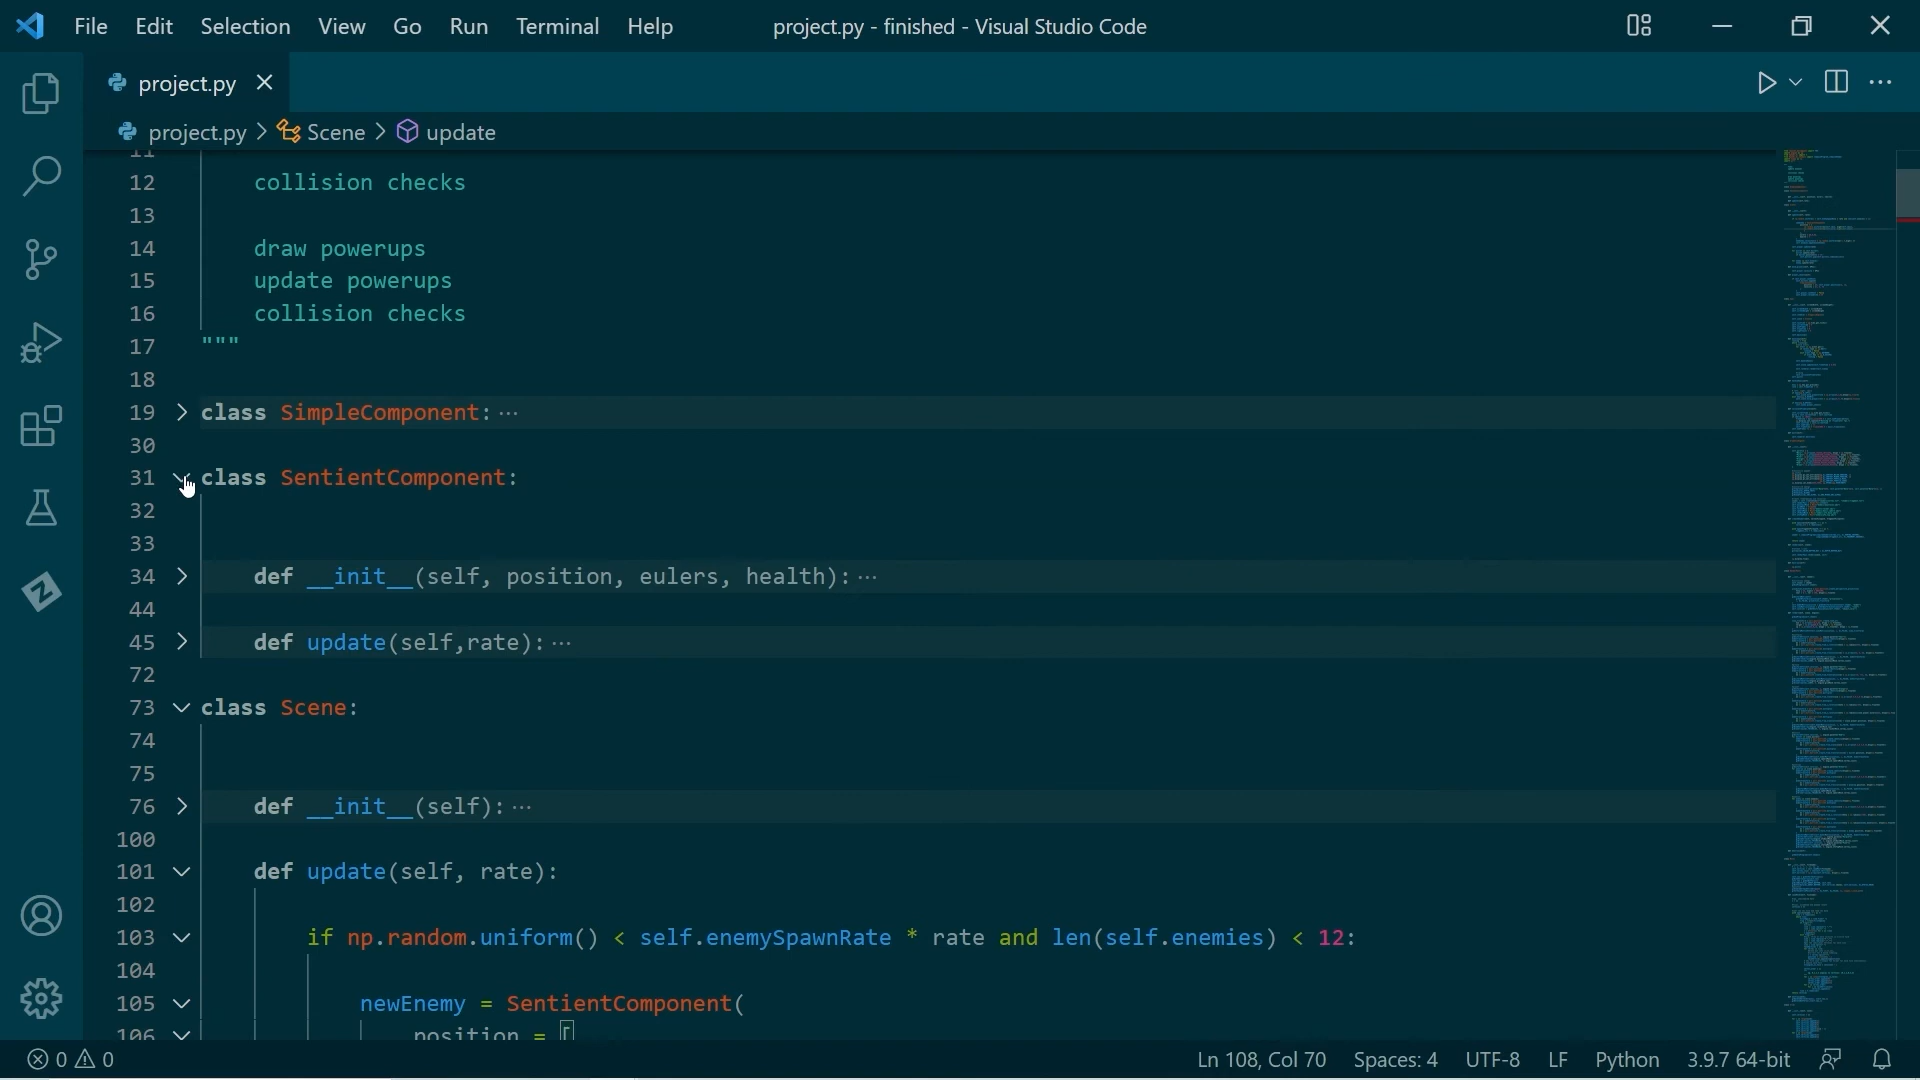 File Edit Selection View Go Run Terminal Help project.py - finished - Visual Studio Code
project.py
project.py > Scene > update
11
12 collision checks
13
14 draw powerups
15 update powerups
16 collision checks
17 """
18
19 class SimpleComponent: ...
30
31 class SentientComponent:
32
33
34 def __init__(self, position, eulers, health): ...
44
45 def update(self,rate): ...
72
73 class Scene:
74
75
76 def __init__(self): ...
100
101 def update(self, rate):
102
103 if np.random.uniform() < self.enemySpawnRate * rate and len(self.enemies) < 12:
104
105 newEnemy = SentientComponent(
106 position = [
0 0 Ln 108, Col 70 Spaces: 4 UTF-8 LF Python 3.9.7 64-bit